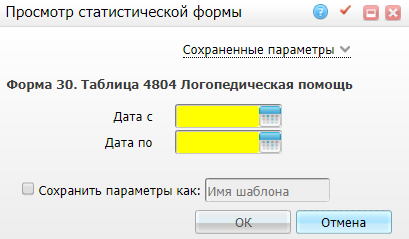 Просмотр статистической формы
Сохраненные параметры
Форма 30. Таблица 4804 Логопедическая помощь
Дата с
Дата по
Сохранить параметры как: Имя шаблона
ОК Отмена